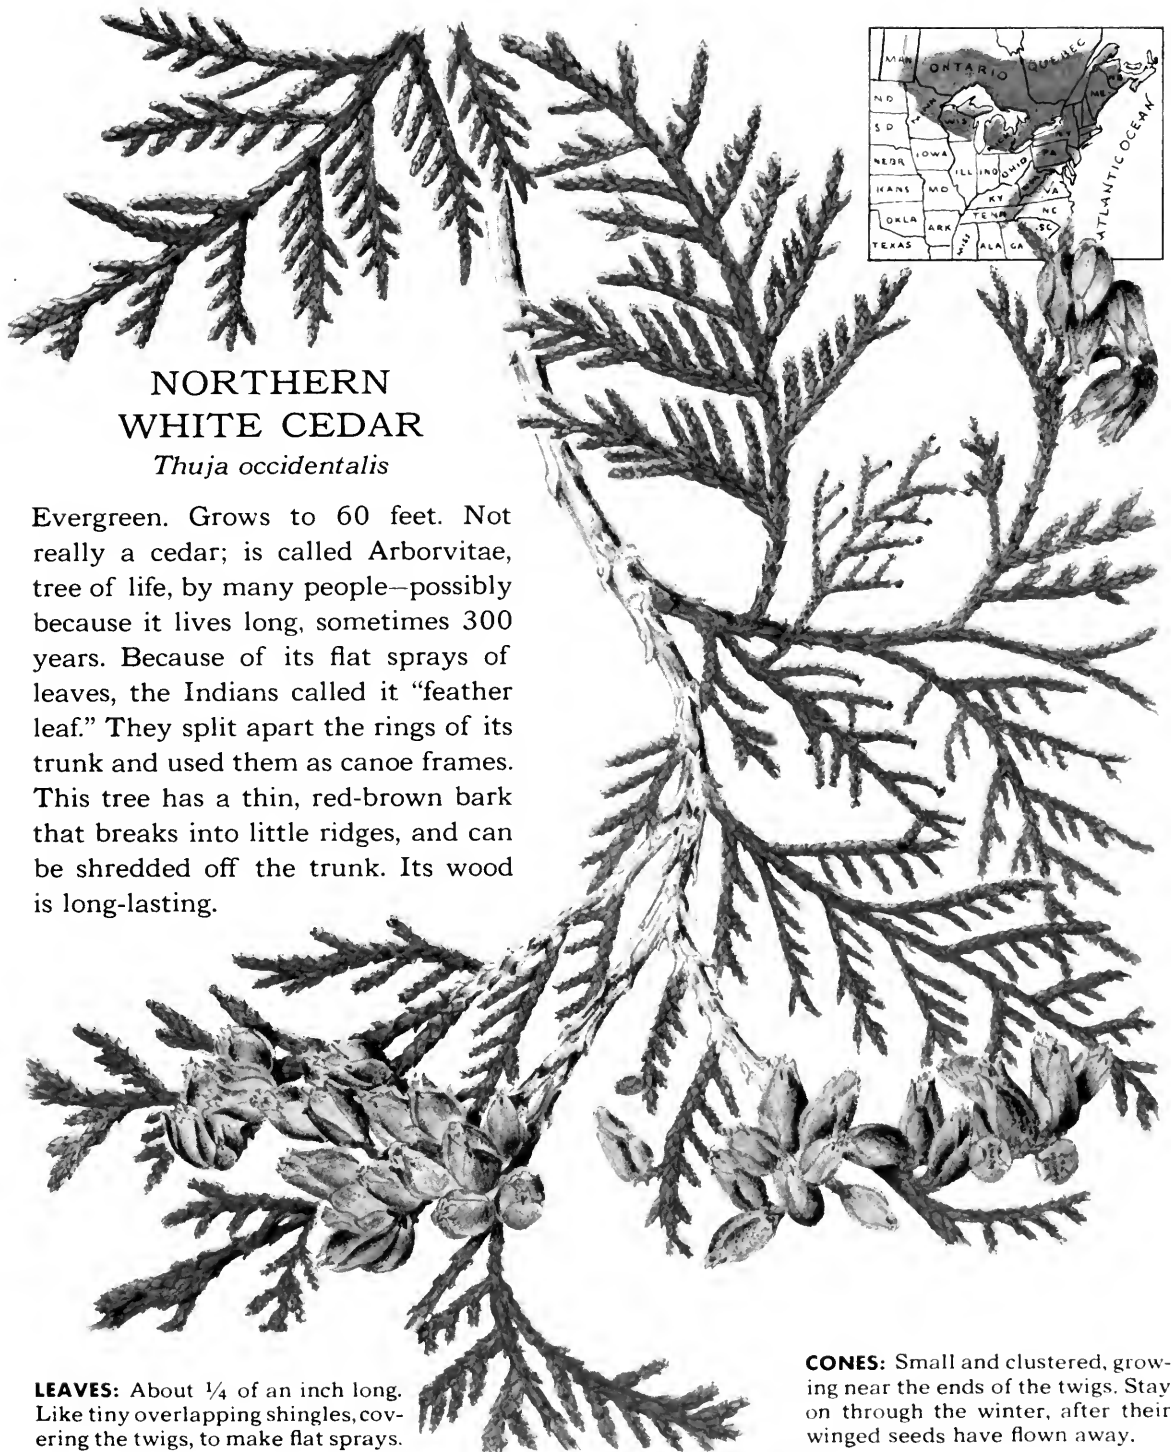 MAN
ONTARIO
QUEBEC
ND
MINN
WIS
MICH
NY
ME
NB
SD
IOWA
PA
NEBR
ILL
IND
OHIO
VA
KANS
MO
KY
TENN
NC
OKLA
ARK
SC
TEXAS
MISS
ALA
GA
ATLANTIC OCEAN
NORTHERN
WHITE CEDAR
Thuja occidentalis
Evergreen. Grows to 60 feet. Not
really a cedar; is called Arborvitae,
tree of life, by many people—possibly
because it lives long, sometimes 300
years. Because of its flat sprays of
leaves, the Indians called it “feather
leaf.” They split apart the rings of its
trunk and used them as canoe frames.
This tree has a thin, red-brown bark
that breaks into little ridges, and can
be shredded off the trunk. Its wood
is long-lasting.
LEAVES: About ¼ of an inch long.
Like tiny overlapping shingles, cov-
ering the twigs, to make flat sprays.
CONES: Small and clustered, grow-
ing near the ends of the twigs. Stay
on through the winter, after their
winged seeds have flown away.